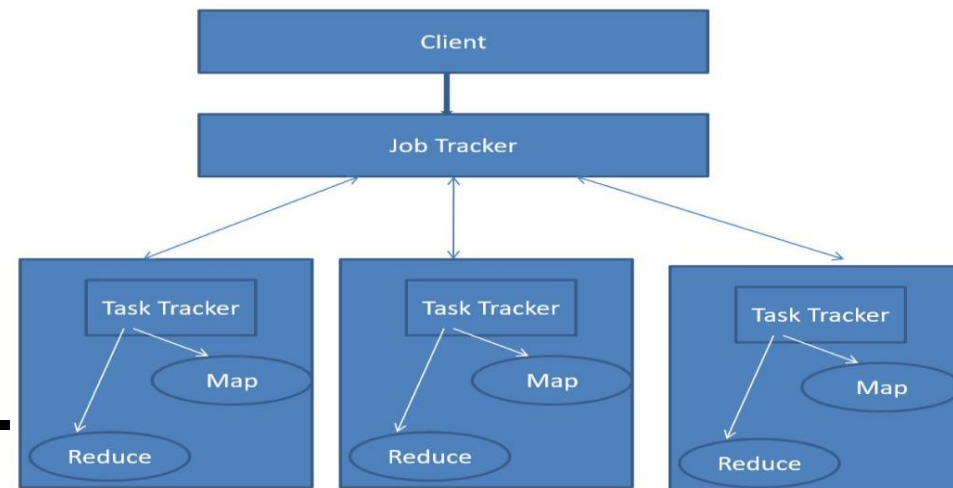 Client
Job Tracker
Task Tracker
Map
Reduce
Task Tracker
Map
Reduce
Task Tracker
Map
Reduce